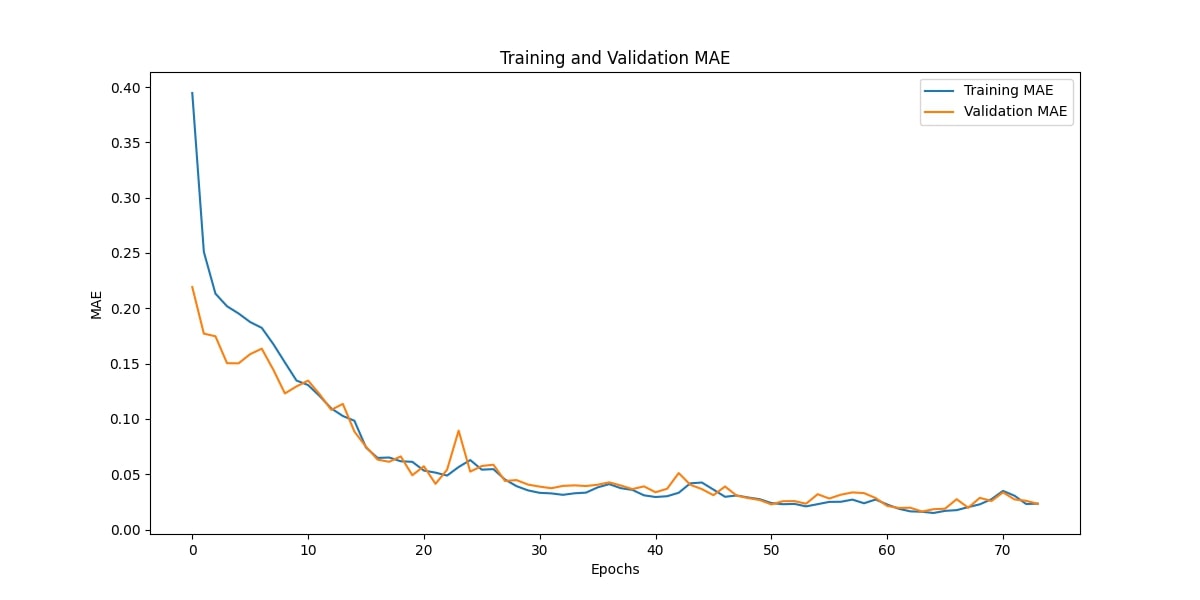 Training and Validation MAE
Training MAE
Validation MAE
0.40
0.35
0.30
0.25
0.20
0.15
0.10
0.05
0.00
MAE
0 10 20 30 40 50 60 70
Epochs